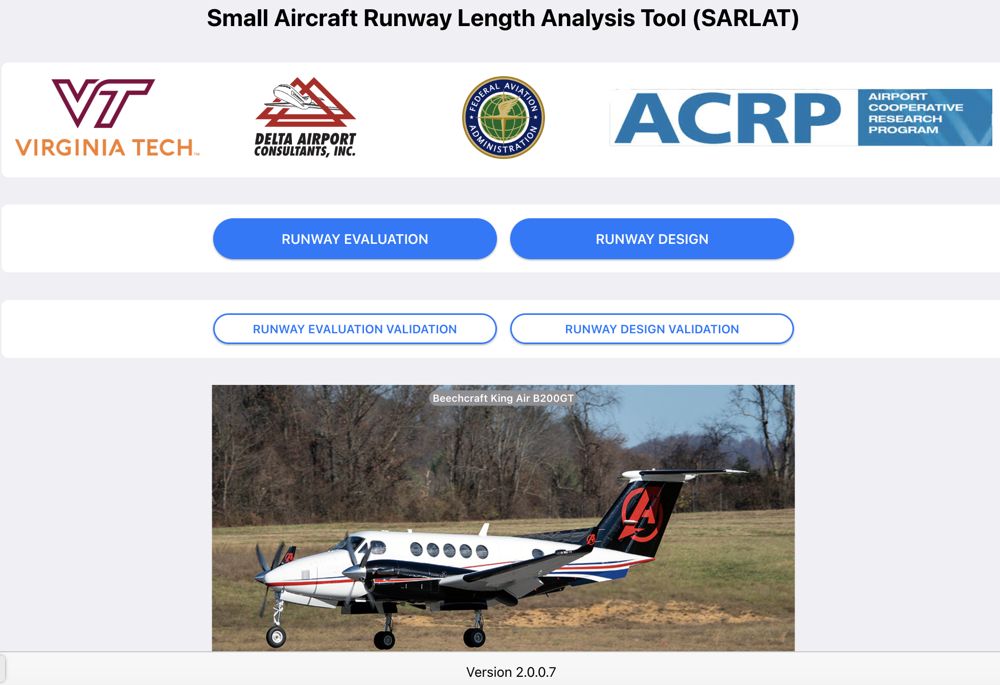 Small Aircraft Runway Length Analysis Tool (SARLAT)
VT
VIRGINIA TECH™
DELTA AIRPORT
CONSULTANTS, INC.
FEDERAL AVIATION
ADMINISTRATION
ACRP
AIRPORT
COOPERATIVE
RESEARCH
PROGRAM
RUNWAY EVALUATION
RUNWAY DESIGN
RUNWAY EVALUATION VALIDATION
RUNWAY DESIGN VALIDATION
Beechcraft King Air B200GT
A
A
A
Version 2.0.0.7